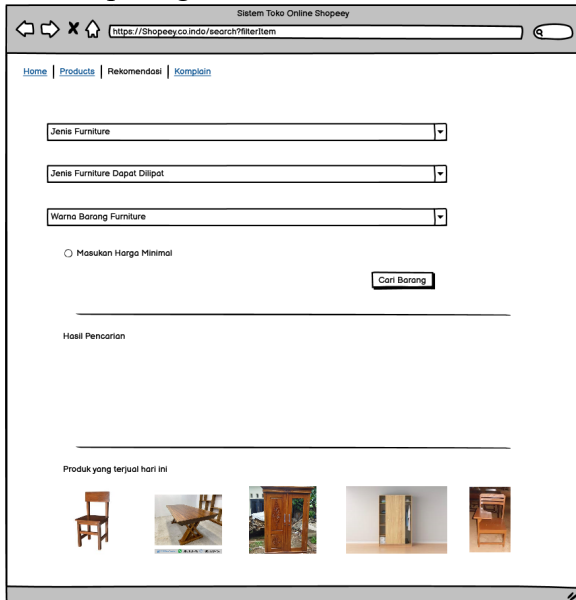 Sistem Toko Online Shopeey
https://Shopeey.co.indo/search?filterItem
Home | Products | Rekomendasi | Komplain
Jenis Furniture
Jenis Furniture Dapat Dilipat
Warna Barang Furniture
Masukan Harga Minimal
Cari Barang
Hasil Pencarian
Produk yang terjual hari ini